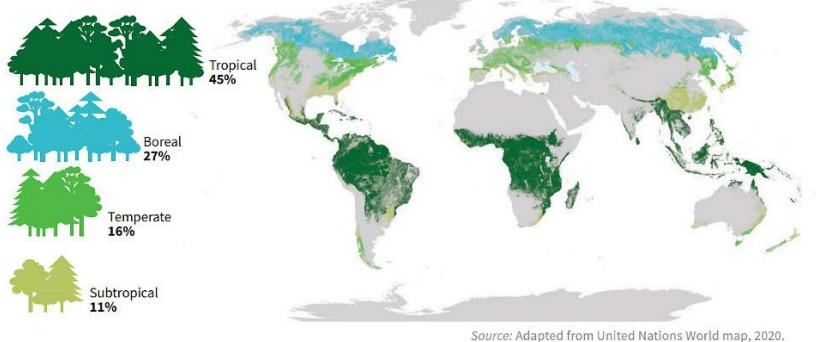 Tropical
45%
Boreal
27%
Temperate
16%
Subtropical
11%
Source: Adapted from United Nations World map, 2020.